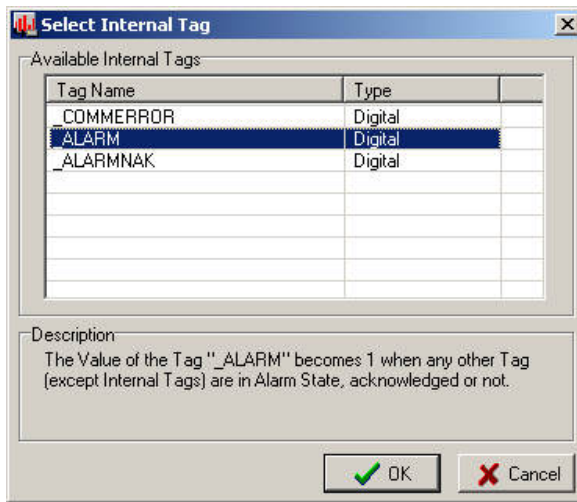 Select Internal Tag
Available Internal Tags
Tag Name Type
_COMMERROR Digital
_ALARM Digital
_ALARMNAK Digital
Description
The Value of the Tag "_ALARM" becomes 1 when any other Tag
(except Internal Tags) are in Alarm State, acknowledged or not.
OK Cancel